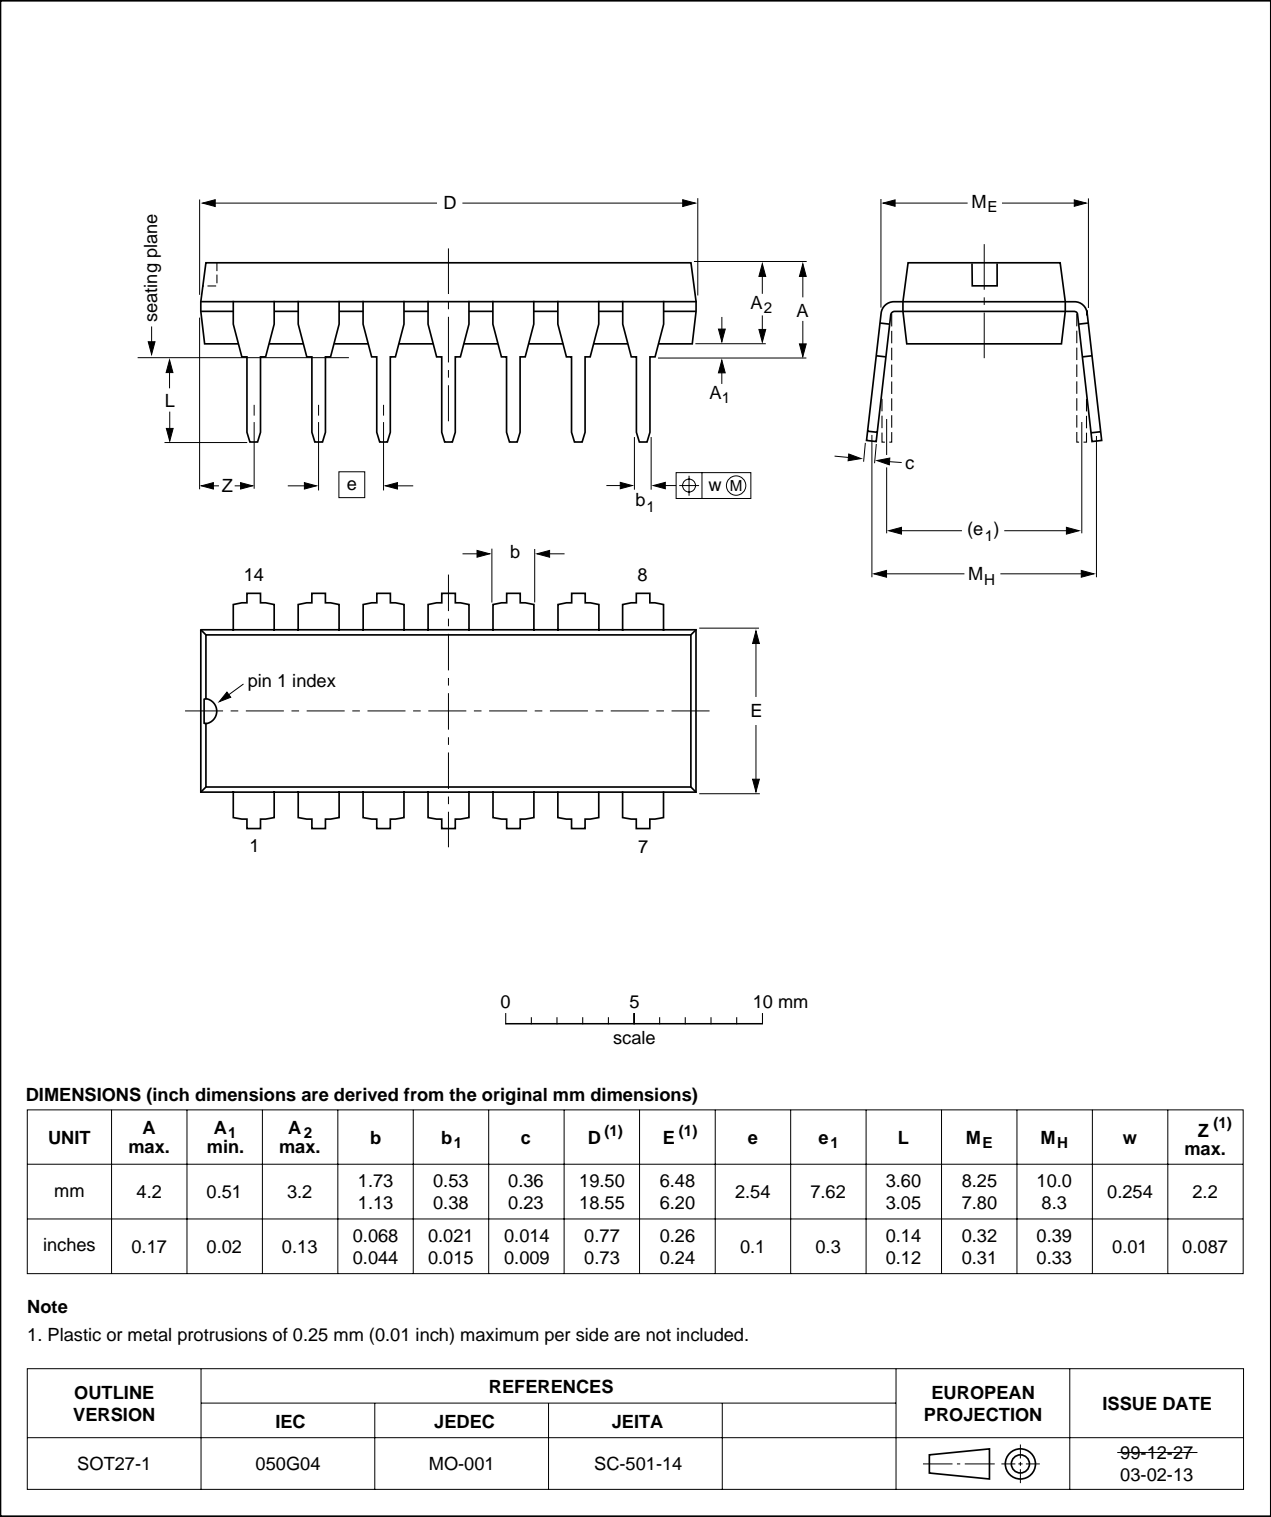 D
ME
seating plane
A2
A
A1
L
Z
e
b1
w M
c
(e1)
MH
b
14
8
pin 1 index
E
1
7
0 5 10 mm
scale
DIMENSIONS (inch dimensions are derived from the original mm dimensions)
UNIT A max. A1 min. A2 max. b b1 c D(1) E(1) e e1 L ME MH w Z(1) max.
mm 4.2 0.51 3.2 1.73 1.13 0.53 0.38 0.36 0.23 19.50 18.55 6.48 6.20 2.54 7.62 3.60 3.05 8.25 7.80 10.0 8.3 0.254 2.2
inches 0.17 0.02 0.13 0.068 0.044 0.021 0.015 0.014 0.009 0.77 0.73 0.26 0.24 0.1 0.3 0.14 0.12 0.32 0.31 0.39 0.33 0.01 0.087
Note
1. Plastic or metal protrusions of 0.25 mm (0.01 inch) maximum per side are not included.
OUTLINE VERSION REFERENCES EUROPEAN PROJECTION ISSUE DATE
IEC JEDEC JEITA
SOT27-1 050G04 MO-001 SC-501-14 99-12-27
03-02-13